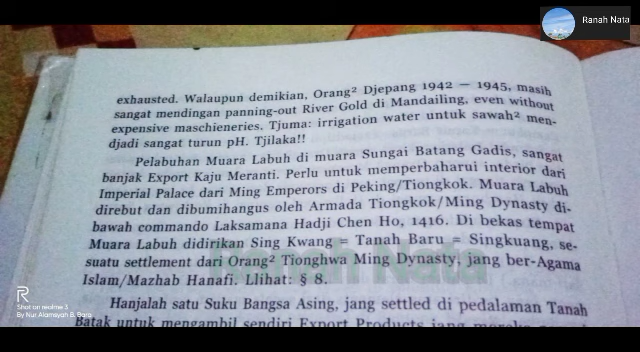 Ranah Nata
exhausted. Walaupun demikian, Orang² Djepang 1942 — 1945, masih
sangat mendingan panning-out River Gold di Mandailing, even without
expensive maschieneries. Tjuma: irrigation water untuk sawah² men-
djadi sangat turun pH. Tjilaka!!
Pelabuhan Muara Labuh di muara Sungai Batang Gadis, sangat
banjak Export Kaju Meranti. Perlu untuk memperbaharui interior dari
Imperial Palace dari Ming Emperors di Peking/Tiongkok. Muara Labuh
direbut dan dibumihangus oleh Armada Tiongkok/Ming Dynasty di-
bawah commando Laksamana Hadji Chen Ho, 1416. Di bekas tempat
Muara Labuh didirikan Sing Kwang = Tanah Baru = Singkuang, se-
suatu settlement dari Orang² Tionghwa Ming Dynasty, jang ber-Agama
Islam/Mazhab Hanafi. Llihat: § 8.
Hanjalah satu Suku Bangsa Asing, jang settled di pedalaman Tanah
Batak untuk mengambil sendiri Export Products jang
Ranah Nata
Shot on realme 3
By Nur Alamsyah B. Bara